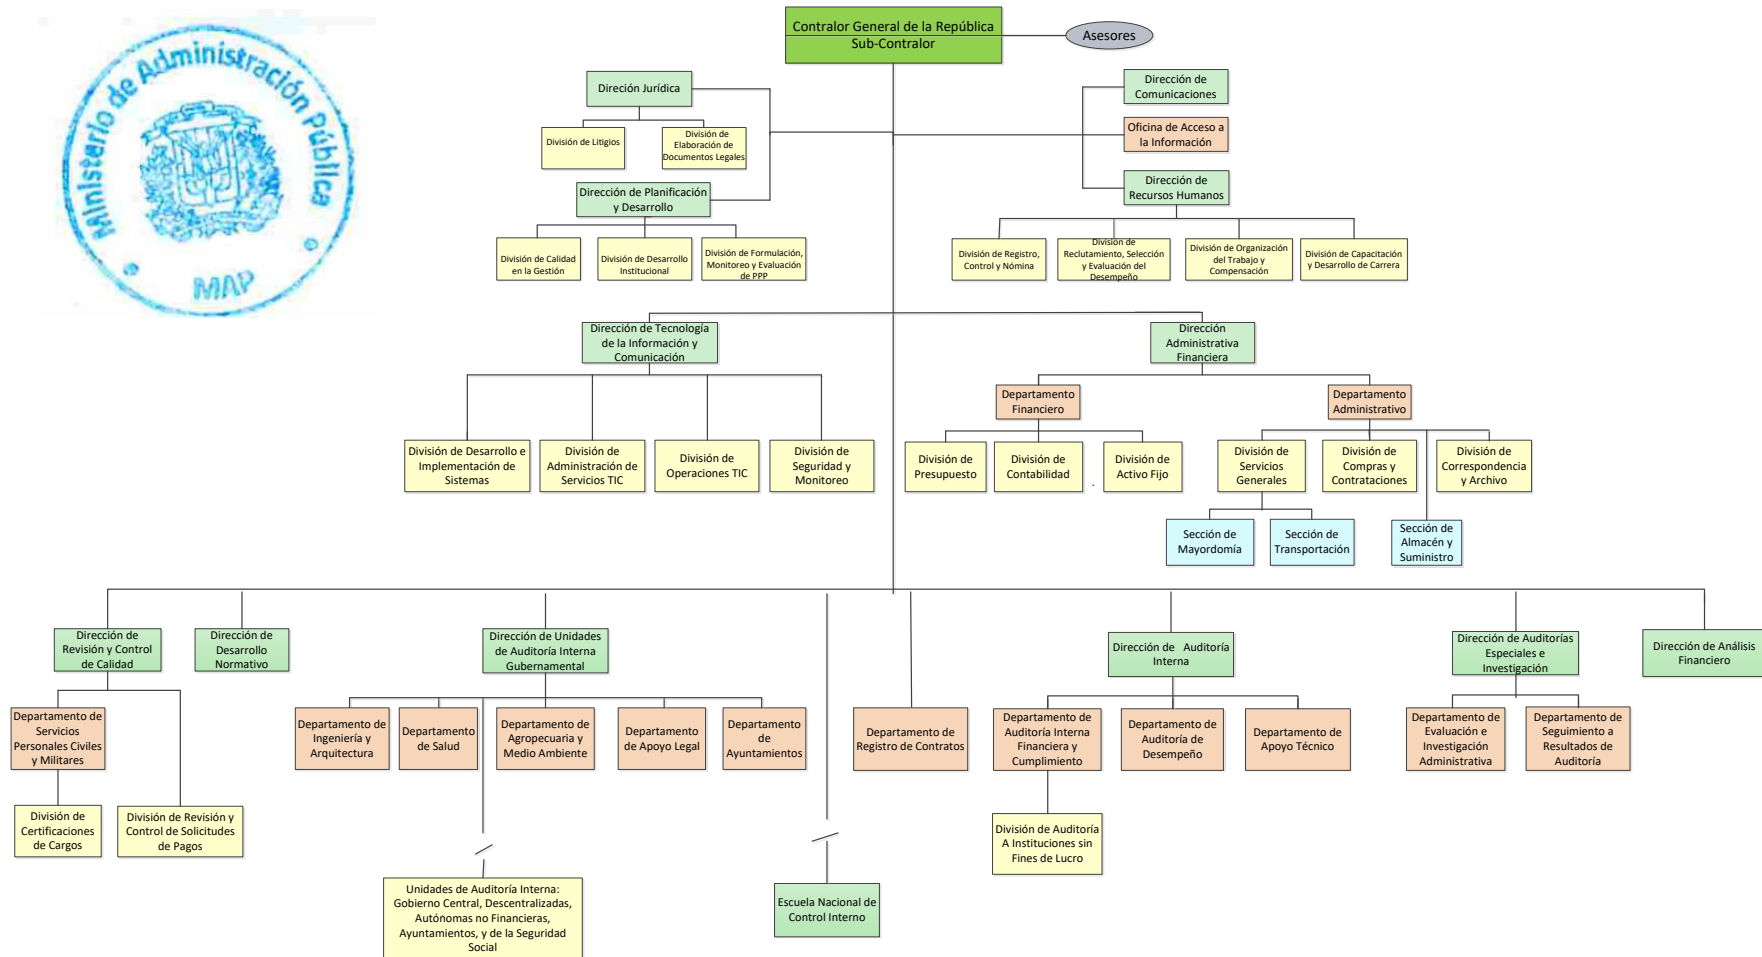 Ministerio de Administración Pública
MAP
Contralor General de la República
Sub-Contralor
Asesores
Direción Jurídica
División de Litigios
División de
Elaboración de
Documentos Legales
Dirección de Planificación
y Desarrollo
División de Calidad
en la Gestión
División de Desarrollo
Institucional
División de Formulación,
Monitoreo y Evaluación
de PPP
Dirección de
Comunicaciones
Oficina de Acceso a
la Información
Dirección de
Recursos Humanos
División de Registro,
Control y Nómina
División de
Reclutamiento, Selección
y Evaluación del
Desempeño
División de Organización
del Trabajo y
Compensación
División de Capacitación
y Desarrollo de Carrera
Dirección de Tecnología
de la Información y
Comunicación
División de Desarrollo e
Implementación de
Sistemas
División de
Administración de
Servicios TIC
División de
Operaciones TIC
División de
Seguridad y
Monitoreo
Dirección
Administrativa
Financiera
Departamento
Financiero
División de
Presupuesto
División de
Contabilidad
.
División de
Activo Fijo
Departamento
Administrativo
División de
Servicios
Generales
División de
Compras y
Contrataciones
División de
Correspondencia
y Archivo
Sección de
Mayordomía
Sección de
Transportación
Sección de
Almacén y
Suministro
Dirección de
Revisión y Control
de Calidad
Departamento de
Servicios
Personales Civiles
y Militares
División de
Certificaciones
de Cargos
División de Revisión y
Control de Solicitudes
de Pagos
Dirección de
Desarrollo
Normativo
Dirección de Unidades
de Auditoría Interna
Gubernamental
Departamento de
Ingeniería y
Arquitectura
Departamento
de Salud
Departamento de
Agropecuaria y
Medio Ambiente
Departamento
de Apoyo Legal
Departamento
de
Ayuntamientos
Unidades de Auditoría Interna:
Gobierno Central, Descentralizadas,
Autónomas no Financieras,
Ayuntamientos, y de la Seguridad
Social
Escuela Nacional de
Control Interno
Departamento de
Registro de Contratos
Dirección de Auditoría
Interna
Departamento de
Auditoría Interna
Financiera y
Cumplimiento
Departamento de
Auditoría de
Desempeño
Departamento de
Apoyo Técnico
División de Auditoría
A Instituciones sin
Fines de Lucro
Dirección de Auditorías
Especiales e
Investigación
Departamento de
Evaluación e
Investigación
Administrativa
Departamento de
Seguimiento a
Resultados de
Auditoría
Dirección de Análisis
Financiero